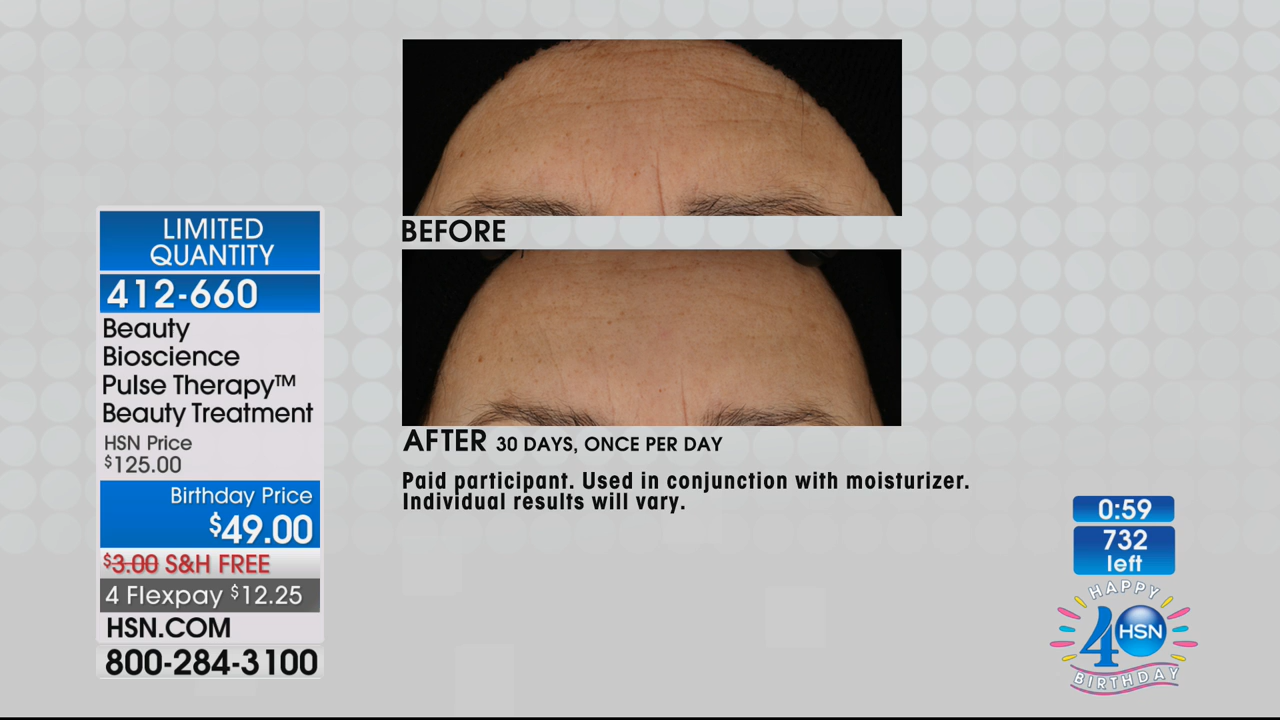 LIMITED
QUANTITY
412-660
Beauty
Bioscience
Pulse Therapy™
Beauty Treatment
HSN Price
$125.00
Birthday Price
$49.00
$3.00 S&H FREE
4 Flexpay $12.25
HSN.COM
800-284-3100
BEFORE
AFTER 30 DAYS, ONCE PER DAY
Paid participant. Used in conjunction with moisturizer.
Individual results will vary.
0:59
732
left
HAPPY
40 HSN
BIRTHDAY